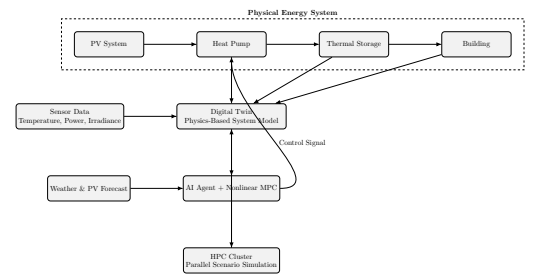 Physical Energy System
PV System
Heat Pump
Thermal Storage
Building
Sensor Data
Temperature, Power, Irradiance
Digital Twin
Physics-Based System Model
Control Signal
Weather & PV Forecast
AI Agent + Nonlinear MPC
HPC Cluster
Parallel Scenario Simulation